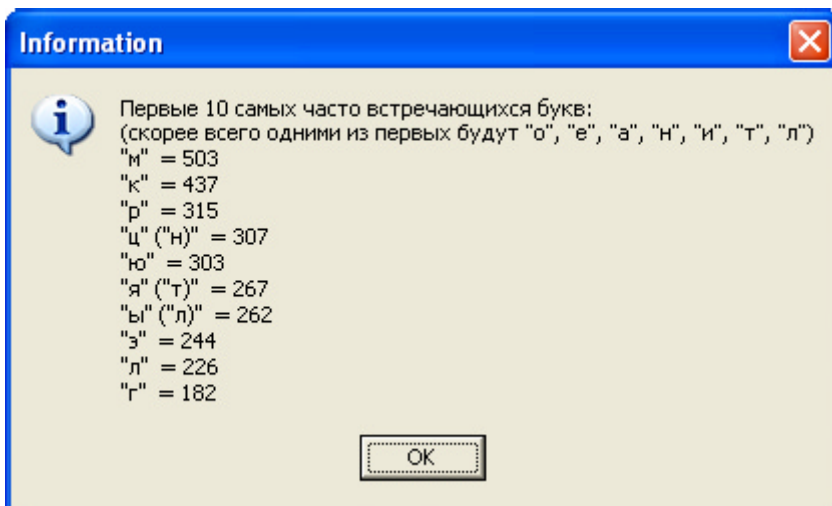 Information
Первые 10 самых часто встречающихся букв:
(скорее всего одними из первых будут "о", "е", "а", "н", "и", "т", "л")
"м"  = 503
"к"  = 437
"р"  = 315
"ц" ("н)"  = 307
"ю"  = 303
"я" ("т)"  = 267
"ы" ("л)"  = 262
"э"  = 244
"л"  = 226
"г"  = 182
OK